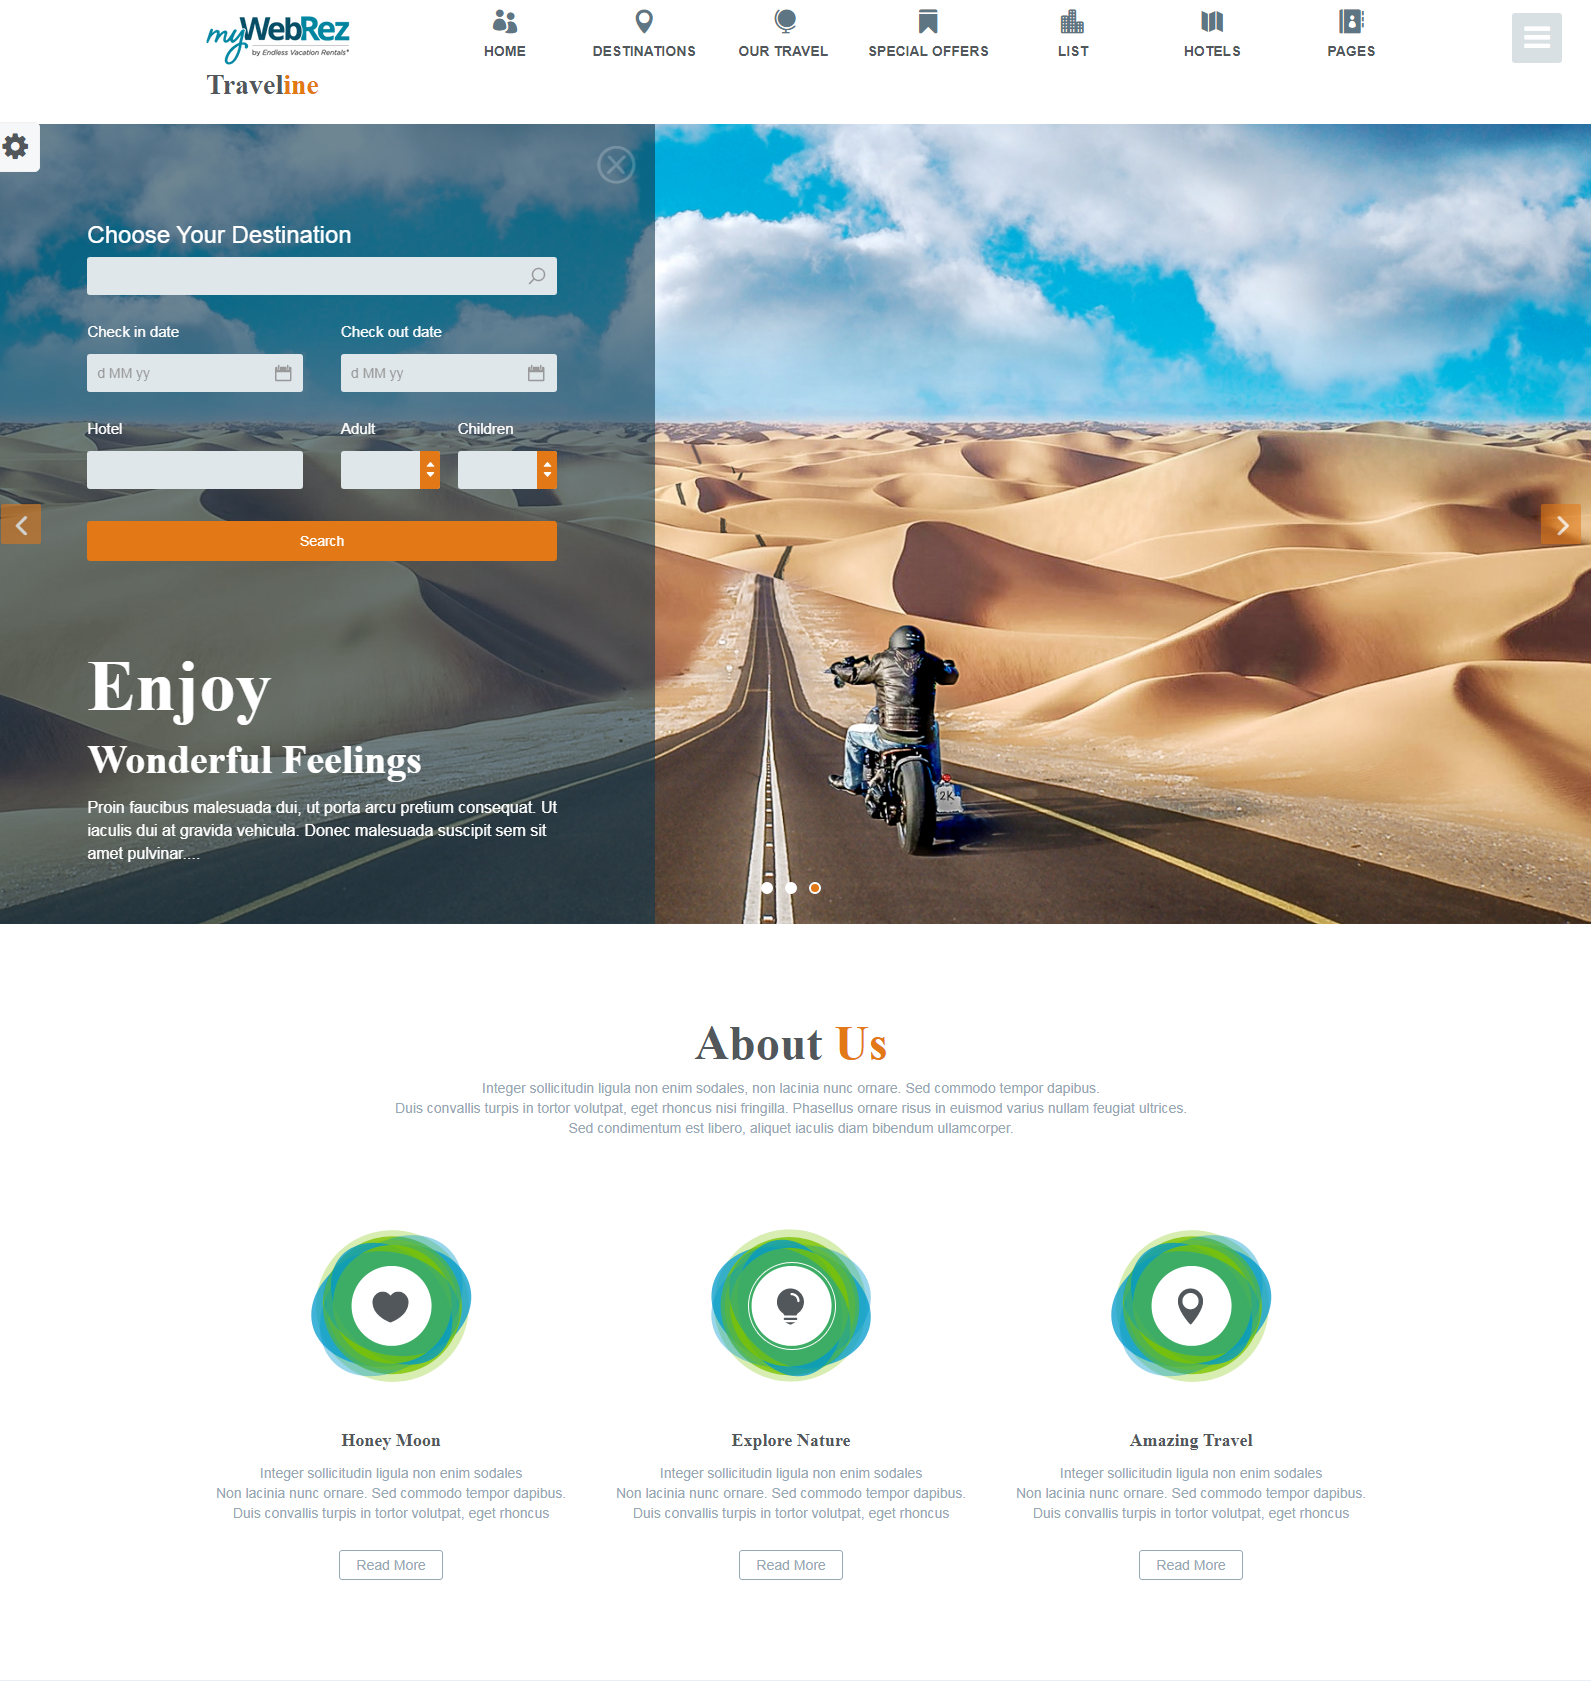 myWebRez
by Endless Vacation Rentals®
Traveline
HOME
DESTINATIONS
OUR TRAVEL
SPECIAL OFFERS
LIST
HOTELS
PAGES
Choose Your Destination
Check in date
Check out date
d MM yy
d MM yy
Hotel
Adult
Children
Search
Enjoy
Wonderful Feelings
Proin faucibus malesuada dui, ut porta arcu pretium consequat. Ut
iaculis dui at gravida vehicula. Donec malesuada suscipit sem sit
amet pulvinar....
2K
About Us
Integer sollicitudin ligula non enim sodales, non lacinia nunc ornare. Sed commodo tempor dapibus.
Duis convallis turpis in tortor volutpat, eget rhoncus nisi fringilla. Phasellus ornare risus in euismod varius nullam feugiat ultrices.
Sed condimentum est libero, aliquet iaculis diam bibendum ullamcorper.
Honey Moon
Integer sollicitudin ligula non enim sodales
Non lacinia nunc ornare. Sed commodo tempor dapibus.
Duis convallis turpis in tortor volutpat, eget rhoncus
Read More
Explore Nature
Integer sollicitudin ligula non enim sodales
Non lacinia nunc ornare. Sed commodo tempor dapibus.
Duis convallis turpis in tortor volutpat, eget rhoncus
Read More
Amazing Travel
Integer sollicitudin ligula non enim sodales
Non lacinia nunc ornare. Sed commodo tempor dapibus.
Duis convallis turpis in tortor volutpat, eget rhoncus
Read More